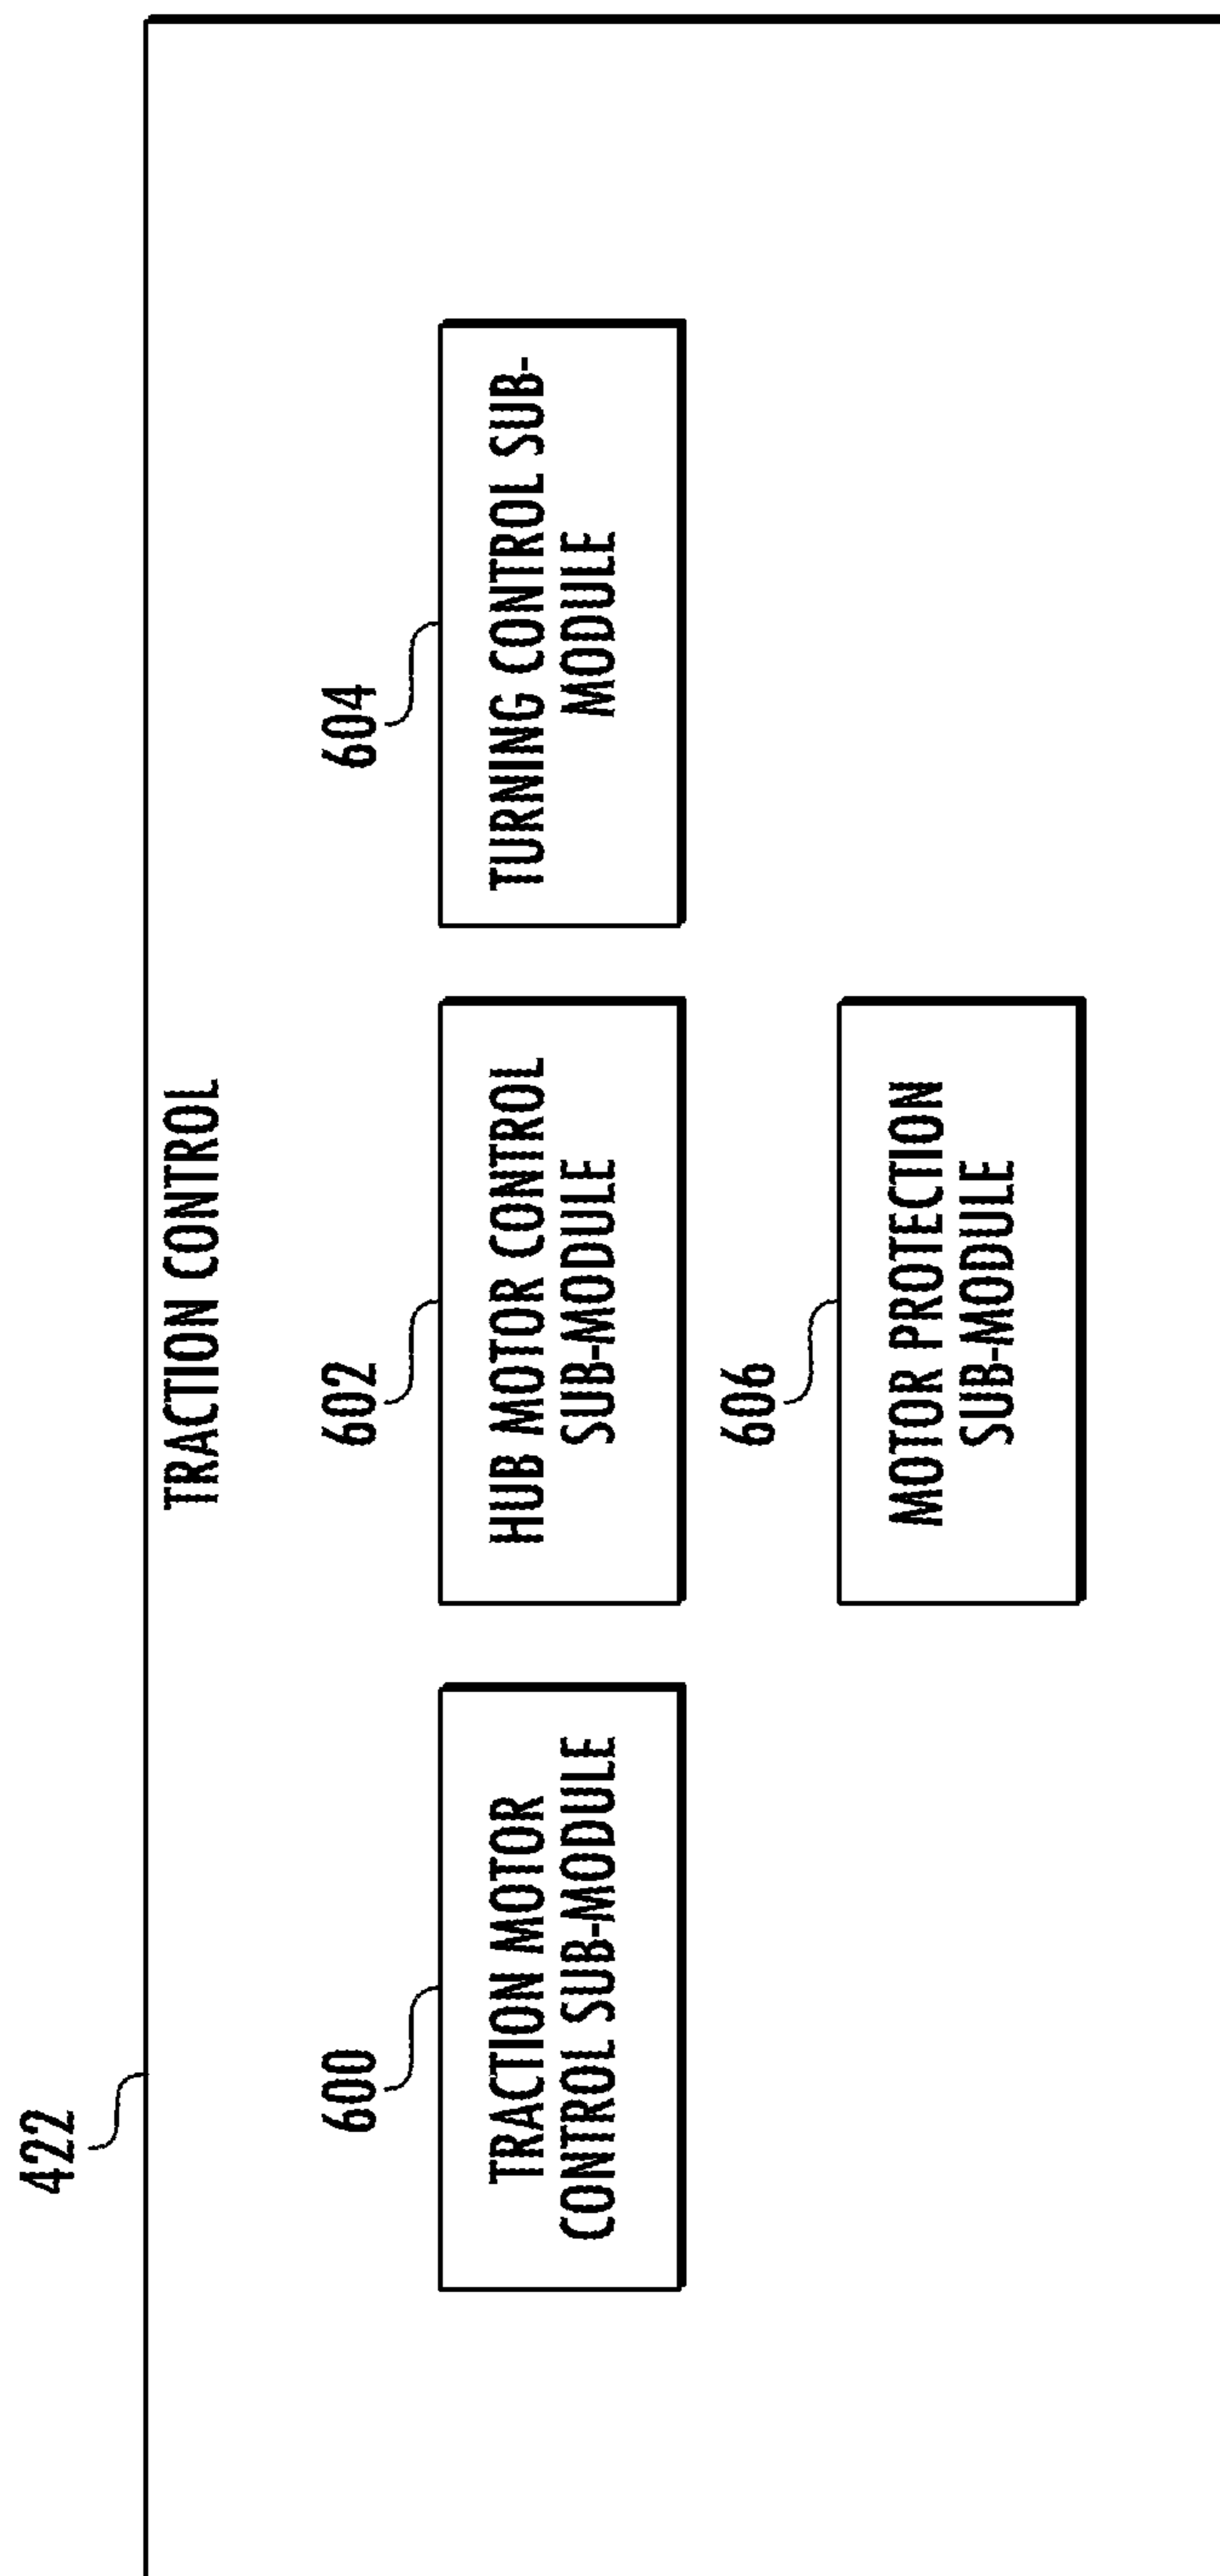 422
TRACTION CONTROL
600
TRACTION MOTOR
CONTROL SUB-MODULE
602
HUB MOTOR CONTROL
SUB-MODULE
604
TURNING CONTROL SUB-
MODULE
606
MOTOR PROTECTION
SUB-MODULE